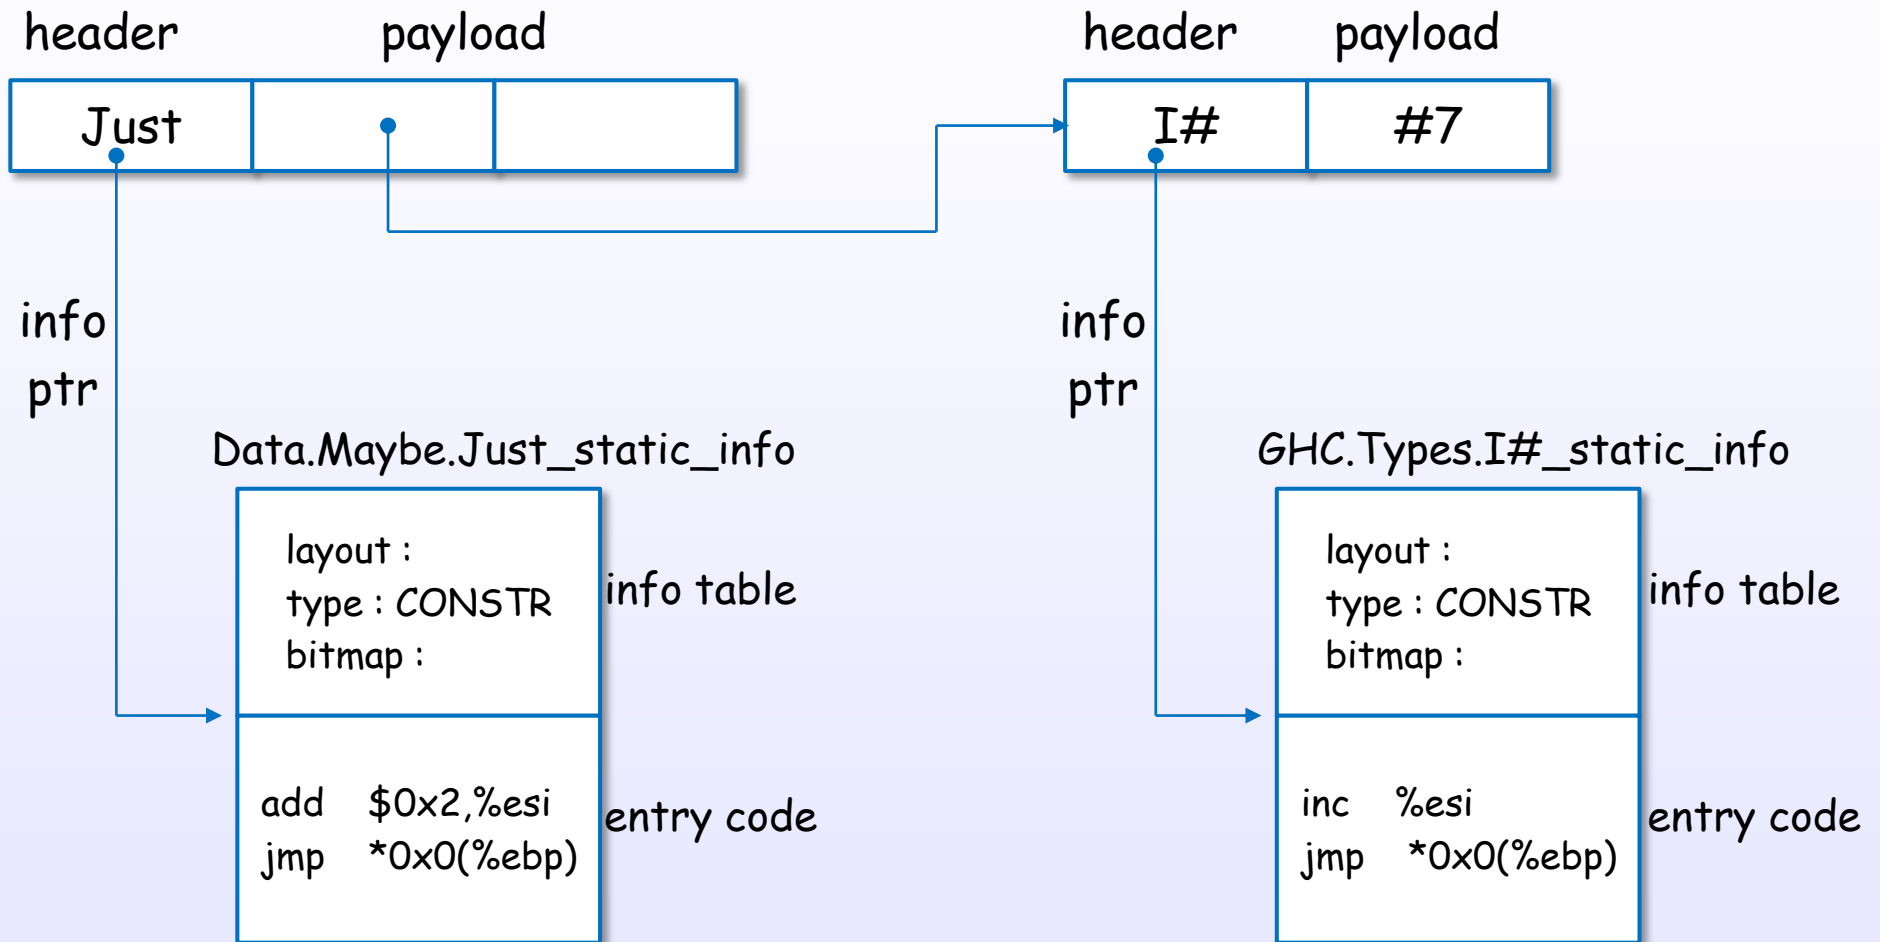 header payload header payload
Just I# #7
info info
ptr ptr
Data.Maybe.Just_static_info GHC.Types.I#_static_info
layout : layout :
type : CONSTR info table type : CONSTR info table
bitmap : bitmap :
add $0x2,%esi entry code inc %esi entry code
jmp *0x0(%ebp) jmp *0x0(%ebp)